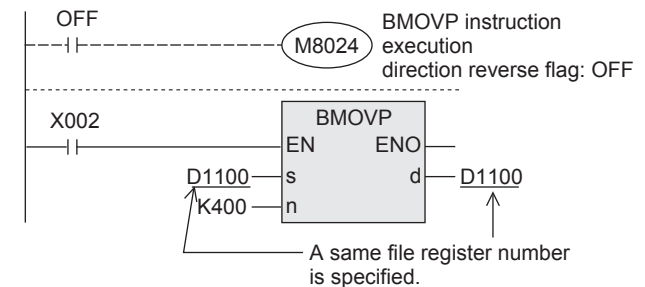 OFF
M8024
BMOVP instruction
execution
direction reverse flag: OFF
X002
BMOVP
EN ENO
D1100 s d D1100
K400 n
A same file register number
is specified.